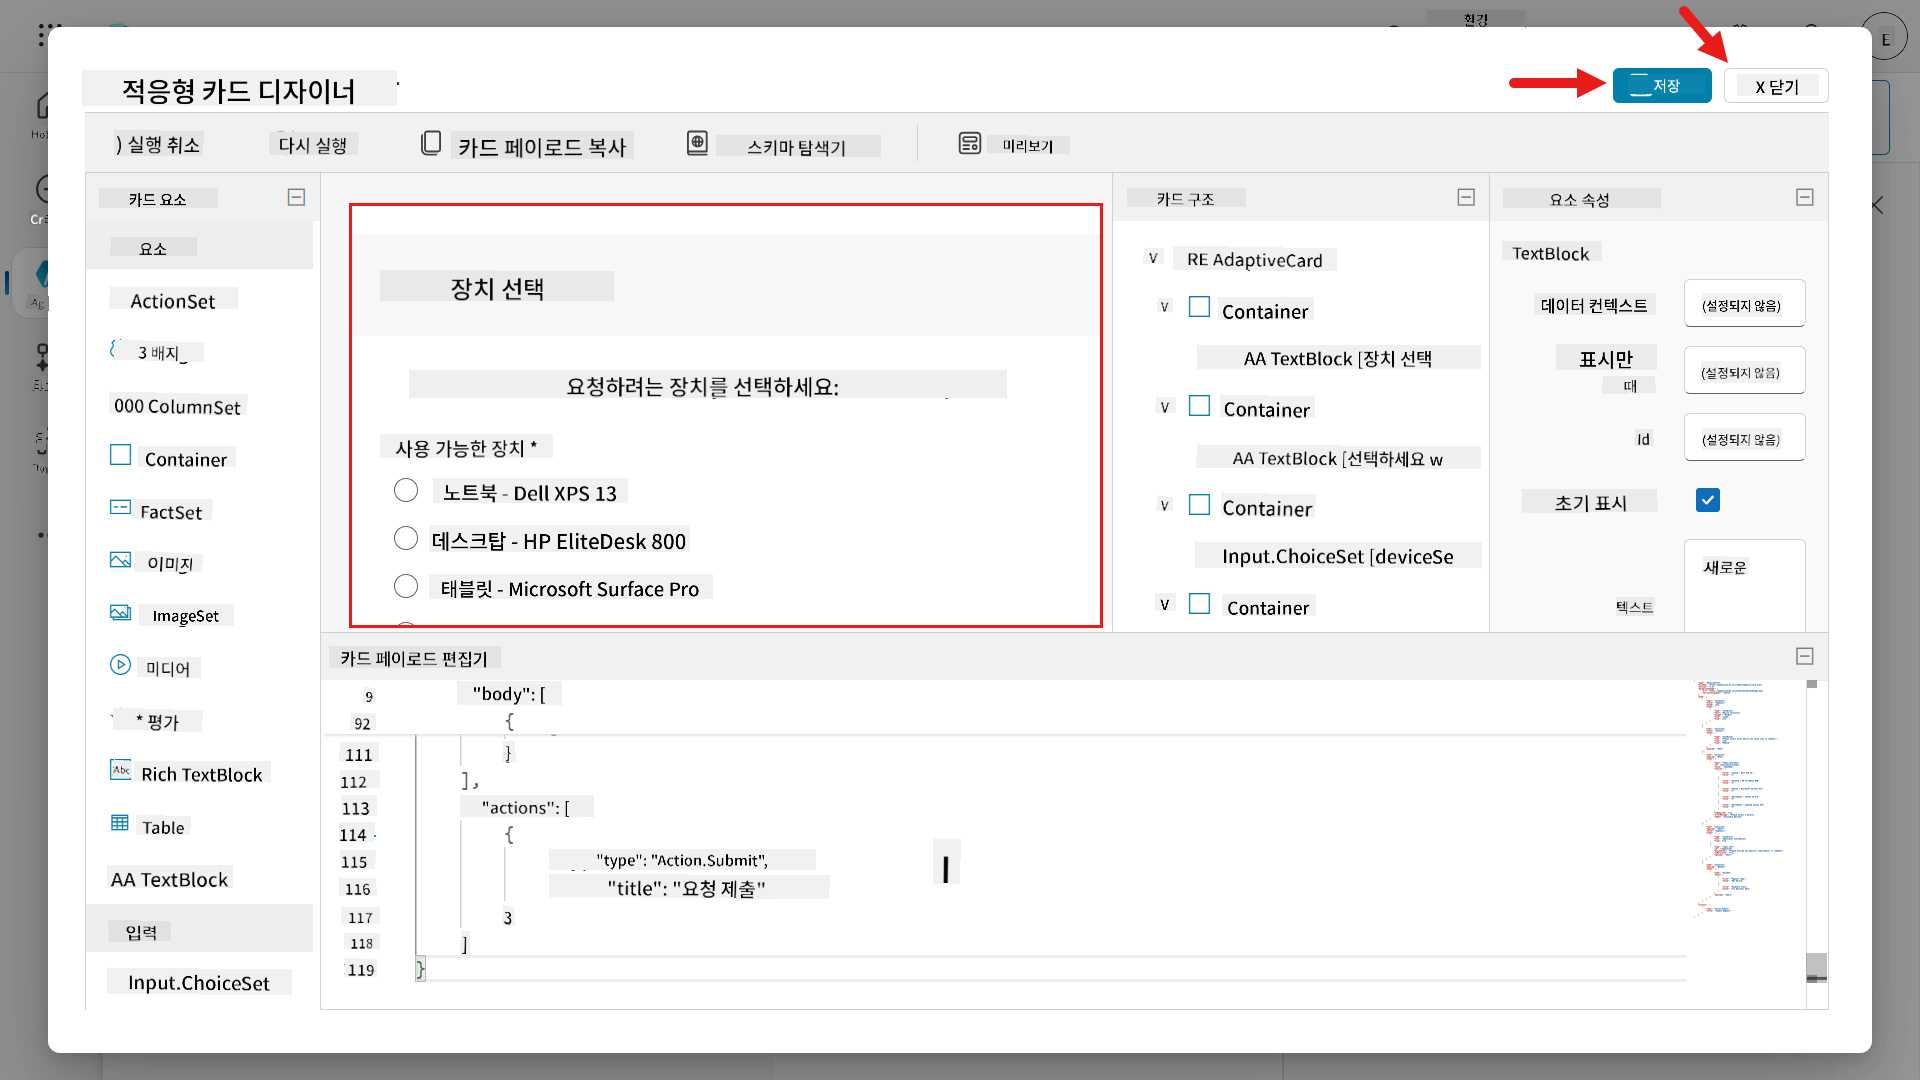 환경
E
적응형 카드 디자이너
저장
X 닫기
) 실행 취소
다시 실행
카드 페이로드 복사
스키마 탐색기
미리보기
카드 요소
카드 구조
요소 속성
요소
ActionSet
3 배지
000 ColumnSet
Container
FactSet
이미지
ImageSet
미디어
* 평가
Abc Rich TextBlock
Table
AA TextBlock
입력
Input.ChoiceSet
장치 선택
요청하려는 장치를 선택하세요:
사용 가능한 장치 *
노트북 - Dell XPS 13
데스크탑 - HP EliteDesk 800
태블릿 - Microsoft Surface Pro
v RE AdaptiveCard
v Container
AA TextBlock [장치 선택
v Container
AA TextBlock [선택하세요 w
v Container
Input.ChoiceSet [deviceSe
v Container
TextBlock
데이터 컨텍스트 (설정되지 않음)
표시만
때
(설정되지 않음)
Id (설정되지 않음)
초기 표시
새로운
텍스트
카드 페이로드 편집기
9 "body": [
92 {
111 }
112 ],
113 "actions": [
114 {
115 "type": "Action.Submit",
116 "title": "요청 제출"
117 3
118 ]
119 }